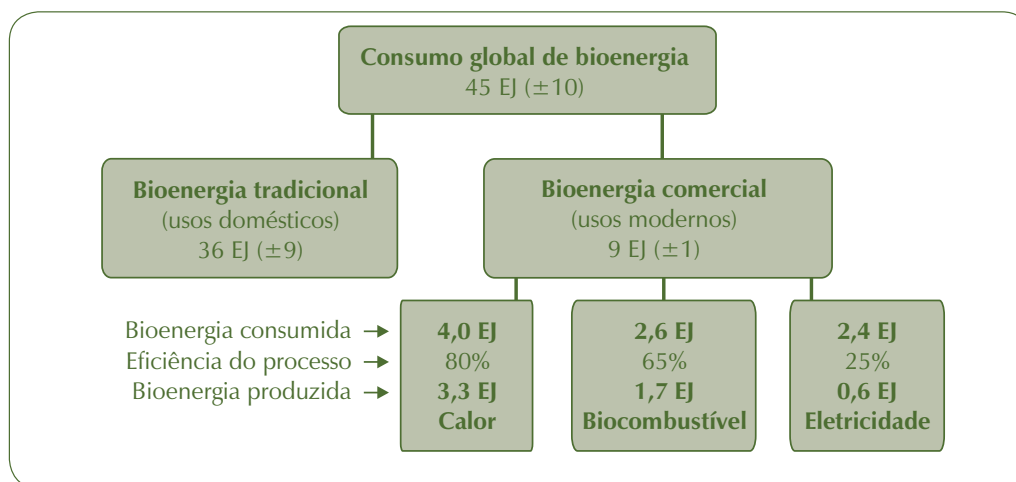 Consumo global de bioenergia
45 EJ (±10)
Bioenergia tradicional
(usos domésticos)
36 EJ (±9)
Bioenergia comercial
(usos modernos)
9 EJ (±1)
Bioenergia consumida → 4,0 EJ 2,6 EJ 2,4 EJ
Eficiência do processo → 80% 65% 25%
Bioenergia produzida → 3,3 EJ 1,7 EJ 0,6 EJ
Calor Biocombustível Eletricidade